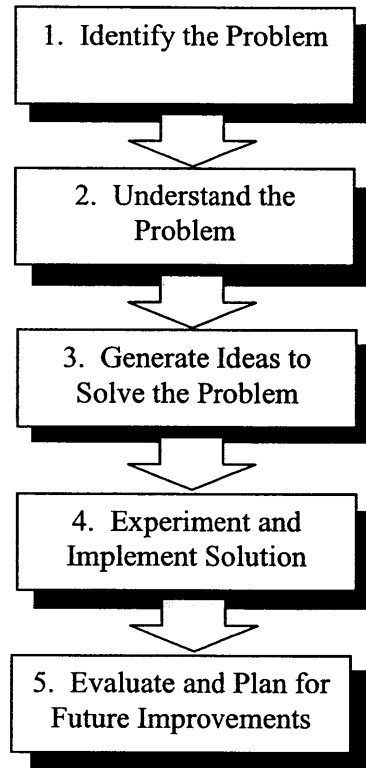 1. Identify the Problem
2. Understand the
Problem
3. Generate Ideas to
Solve the Problem
4. Experiment and
Implement Solution
5. Evaluate and Plan for
Future Improvements